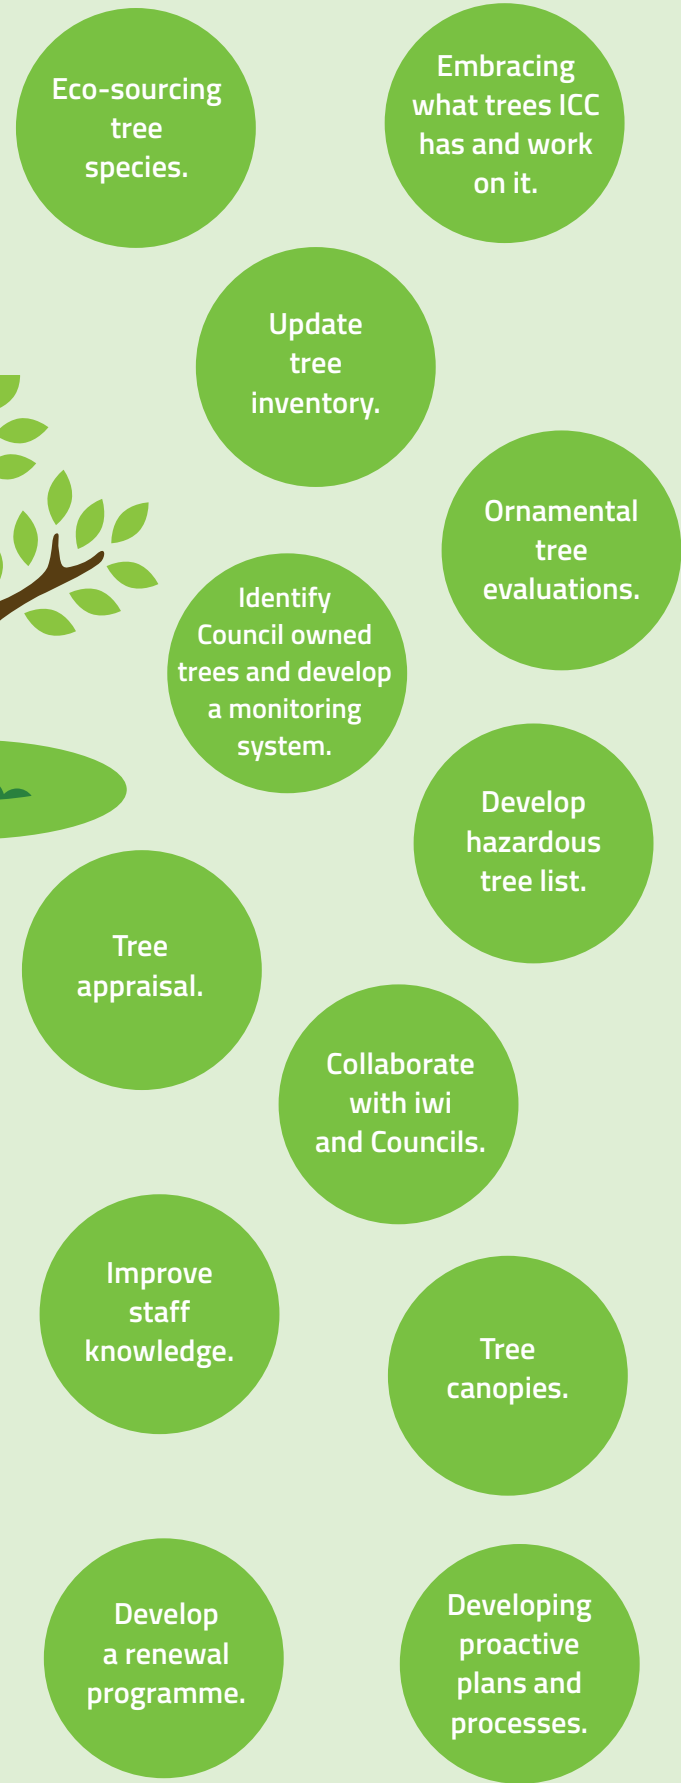 Eco-sourcing
tree
species.
Embracing
what trees ICC
has and work
on it.
Update
tree
inventory.
Ornamental
tree
evaluations.
Identify
Council owned
trees and develop
a monitoring
system.
Develop
hazardous
tree list.
Tree
appraisal.
Collaborate
with iwi
and Councils.
Improve
staff
knowledge.
Tree
canopies.
Develop
a renewal
programme.
Developing
proactive
plans and
processes.